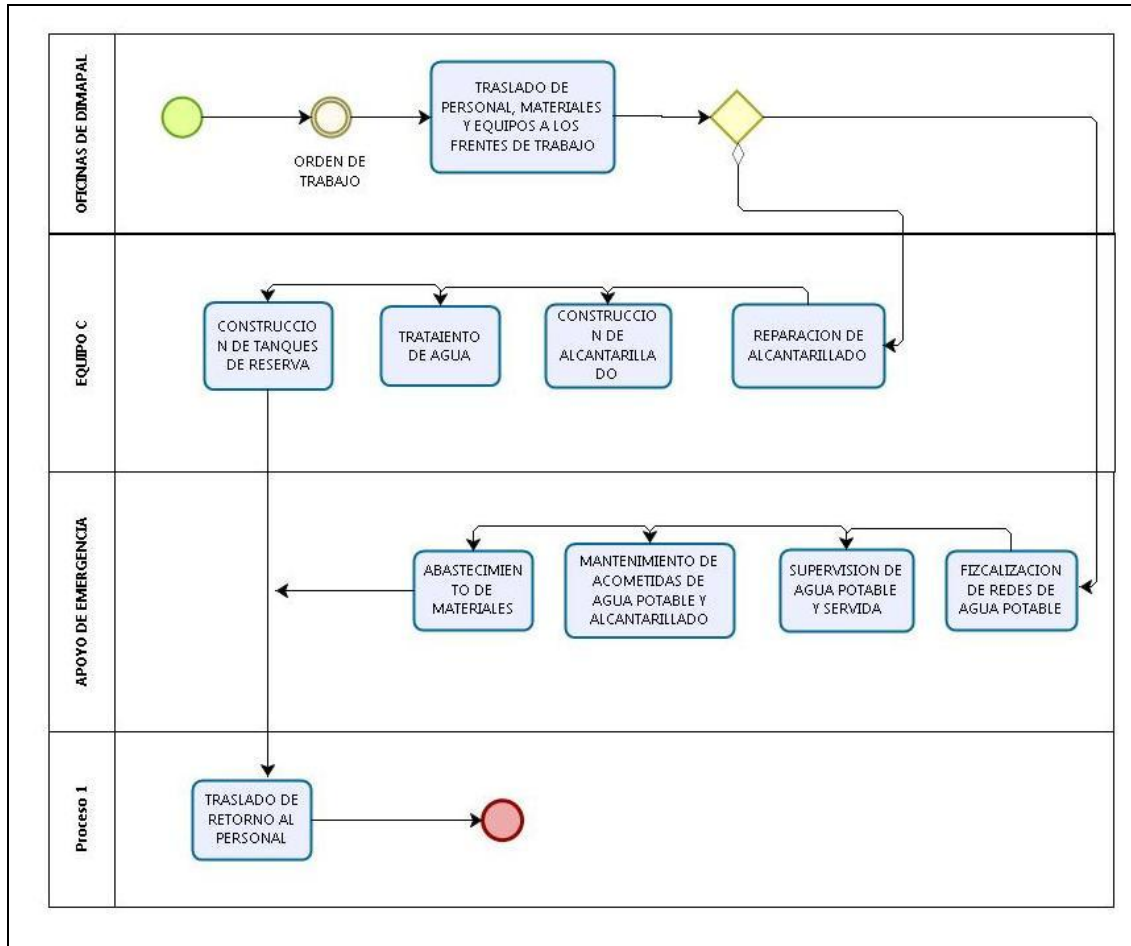 OFICINAS DE DIMAPAL
ORDEN DE
TRABAJO
TRASLADO DE
PERSONAL, MATERIALES
Y EQUIPOS A LOS
FRENTES DE TRABAJO
EQUIPO C
CONSTRUCCIO
N DE TANQUES
DE RESERVA
TRATAIENTO
DE AGUA
CONSTRUCCIO
N DE
ALCANTARILLA
DO
REPARACION DE
ALCANTARILLADO
APOYO DE EMERGENCIA
ABASTECIMIE
NTO DE
MATERIALES
MANTENIMIENTO DE
ACOMETIDAS DE
AGUA POTABLE Y
ALCANTARILLADO
SUPERVISION DE
AGUA POTABLE
Y SERVIDA
FIZCALIZACION
DE REDES DE
AGUA POTABLE
Proceso 1
TRASLADO DE
RETORNO AL
PERSONAL